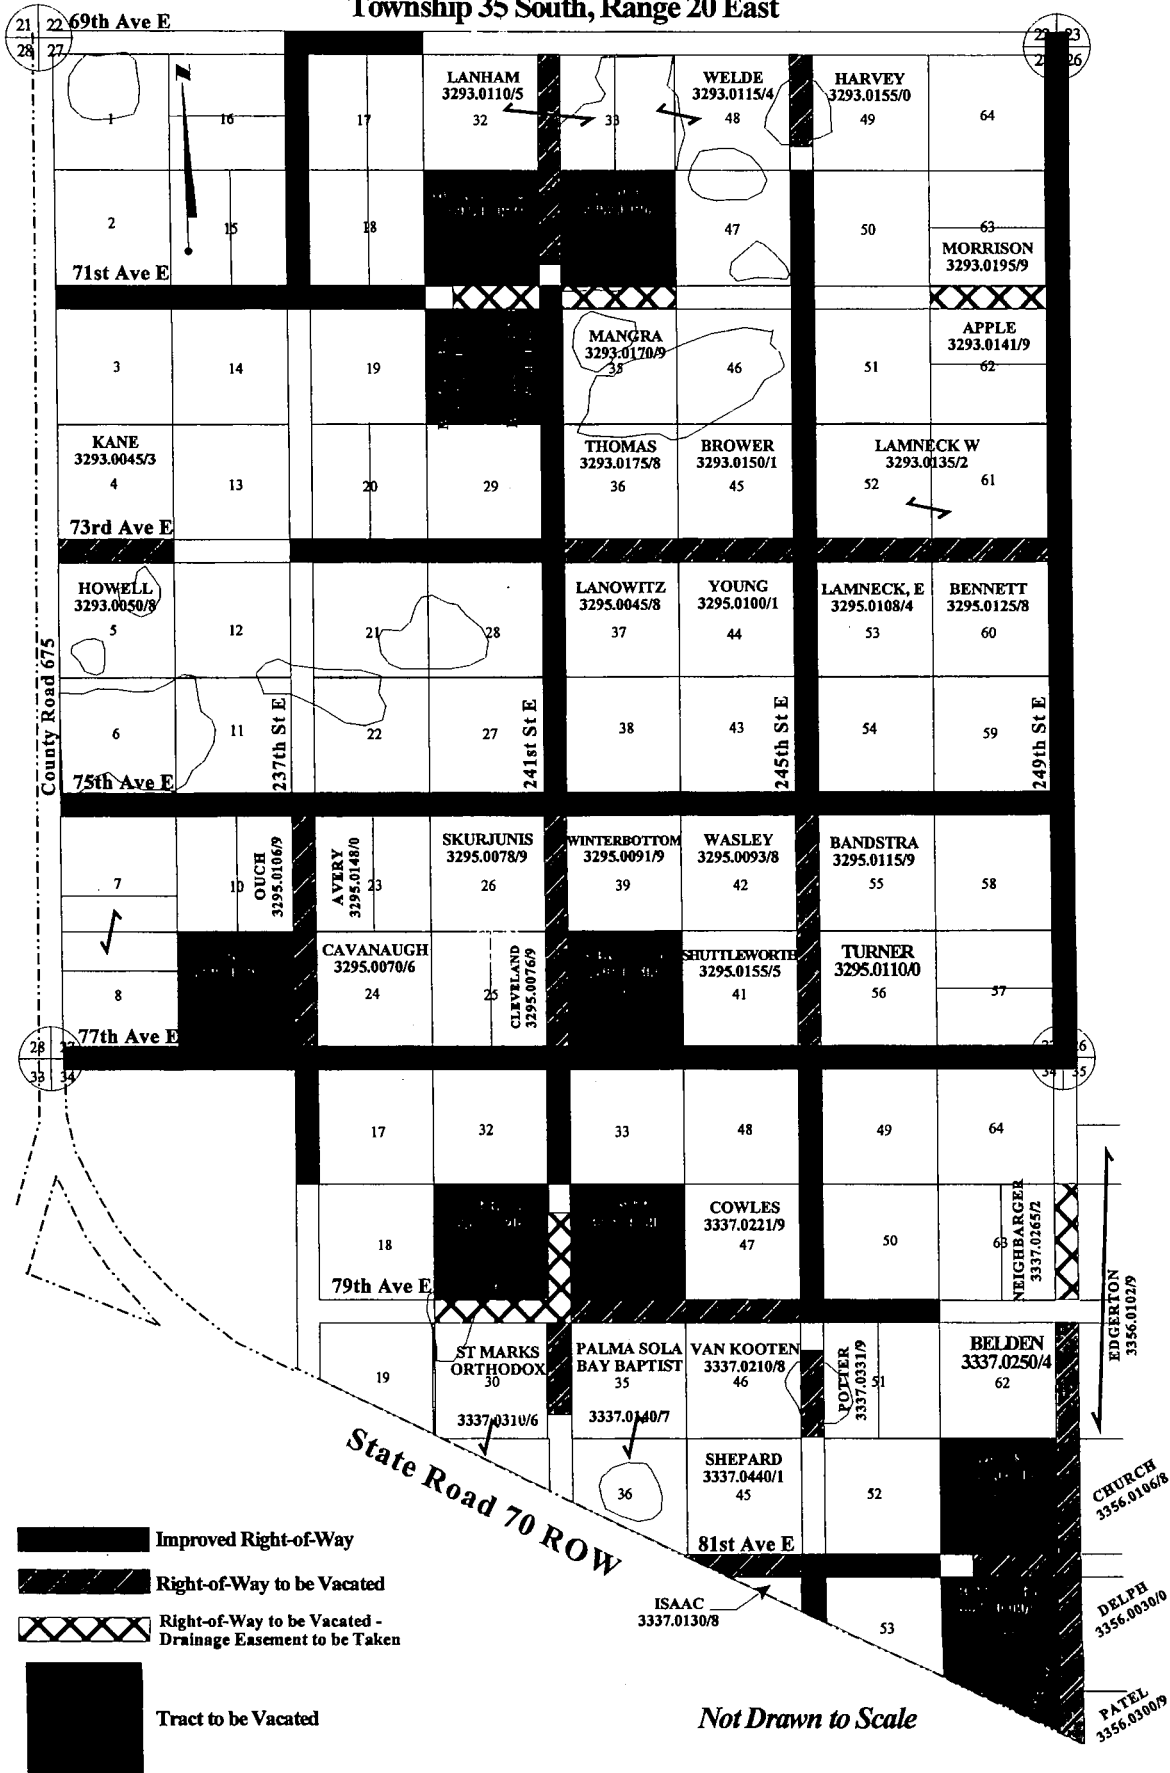 Township 35 South, Range 20 East
21 22
28 27
69th Ave E
22 23
26
LANHAM
3293.0110/5
32
33
WELDE
3293.0115/4
48
HARVEY
3293.0155/0
49
64
1
16
17
2
15
18
47
50
63
MORRISON
3293.0195/9
71st Ave E
3
14
19
MANGRA
3293.0170/9
35
46
51
APPLE
3293.0141/9
62
KANE
3293.0045/3
4
13
20
29
THOMAS
3293.0175/8
36
BROWER
3293.0150/1
45
LAMNECK W
3293.0135/2
52
61
73rd Ave E
HOWELL
3293.0050/8
5
12
21
28
LANOWITZ
3295.0045/8
37
YOUNG
3295.0100/1
44
LAMNECK, E
3295.0108/4
53
BENNETT
3295.0125/8
60
County Road 675
6
11
237th St E
22
27
241st St E
38
43
245th St E
54
59
249th St E
75th Ave E
7
10
OUCH
3295.0106/9
AVERY
3295.0148/0
23
SKURJUNIS
3295.0078/9
26
WINTERBOTTOM
3295.0091/9
39
WASLEY
3295.0093/8
42
BANDSTRA
3295.0115/9
55
58
8
CAVANAUGH
3295.0070/6
24
25
CLEVELAND
3295.0076/9
SHUTTLEWORTH
3295.0155/5
41
TURNER
3295.0110/0
56
57
77th Ave E
28
33 34
26
34 35
17
32
33
48
49
64
18
COWLES
3337.0221/9
47
50
63
NEIGHBARGER
3337.0265/2
79th Ave E
EDGERTON
3356.0102/9
19
ST MARKS
ORTHODOX
30
3337.0310/6
PALMA SOLA
BAY BAPTIST
35
3337.0140/7
VAN KOOTEN
3337.0210/8
46
POTTER
3337.0331/9
51
BELDEN
3337.0250/4
62
State Road 70 ROW
36
SHEPARD
3337.0440/1
45
52
CHURCH
3356.0106/8
81st Ave E
ISAAC
3337.0130/8
53
DELPH
3356.0030/0
PATEL
3356.0300/9
Improved Right-of-Way
Right-of-Way to be Vacated
Right-of-Way to be Vacated -
Drainage Easement to be Taken
Tract to be Vacated
Not Drawn to Scale